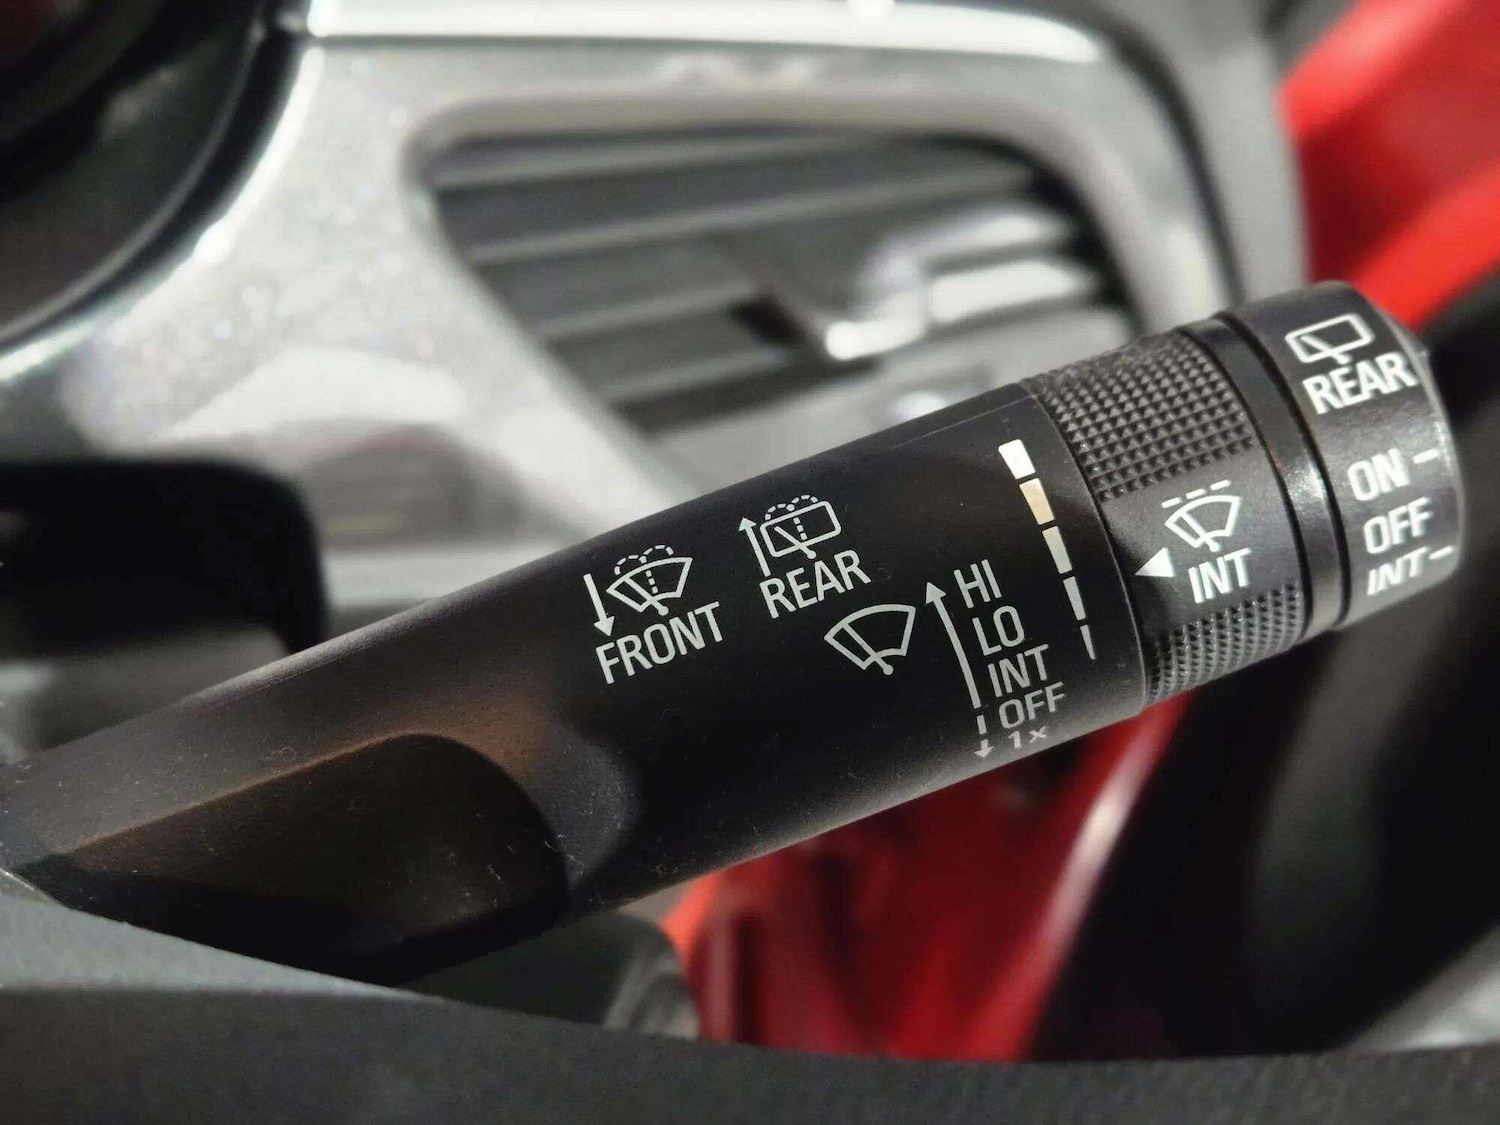 FRONT
REAR
HI
LO
INT
OFF
1x
INT
REAR
ON
OFF
INT